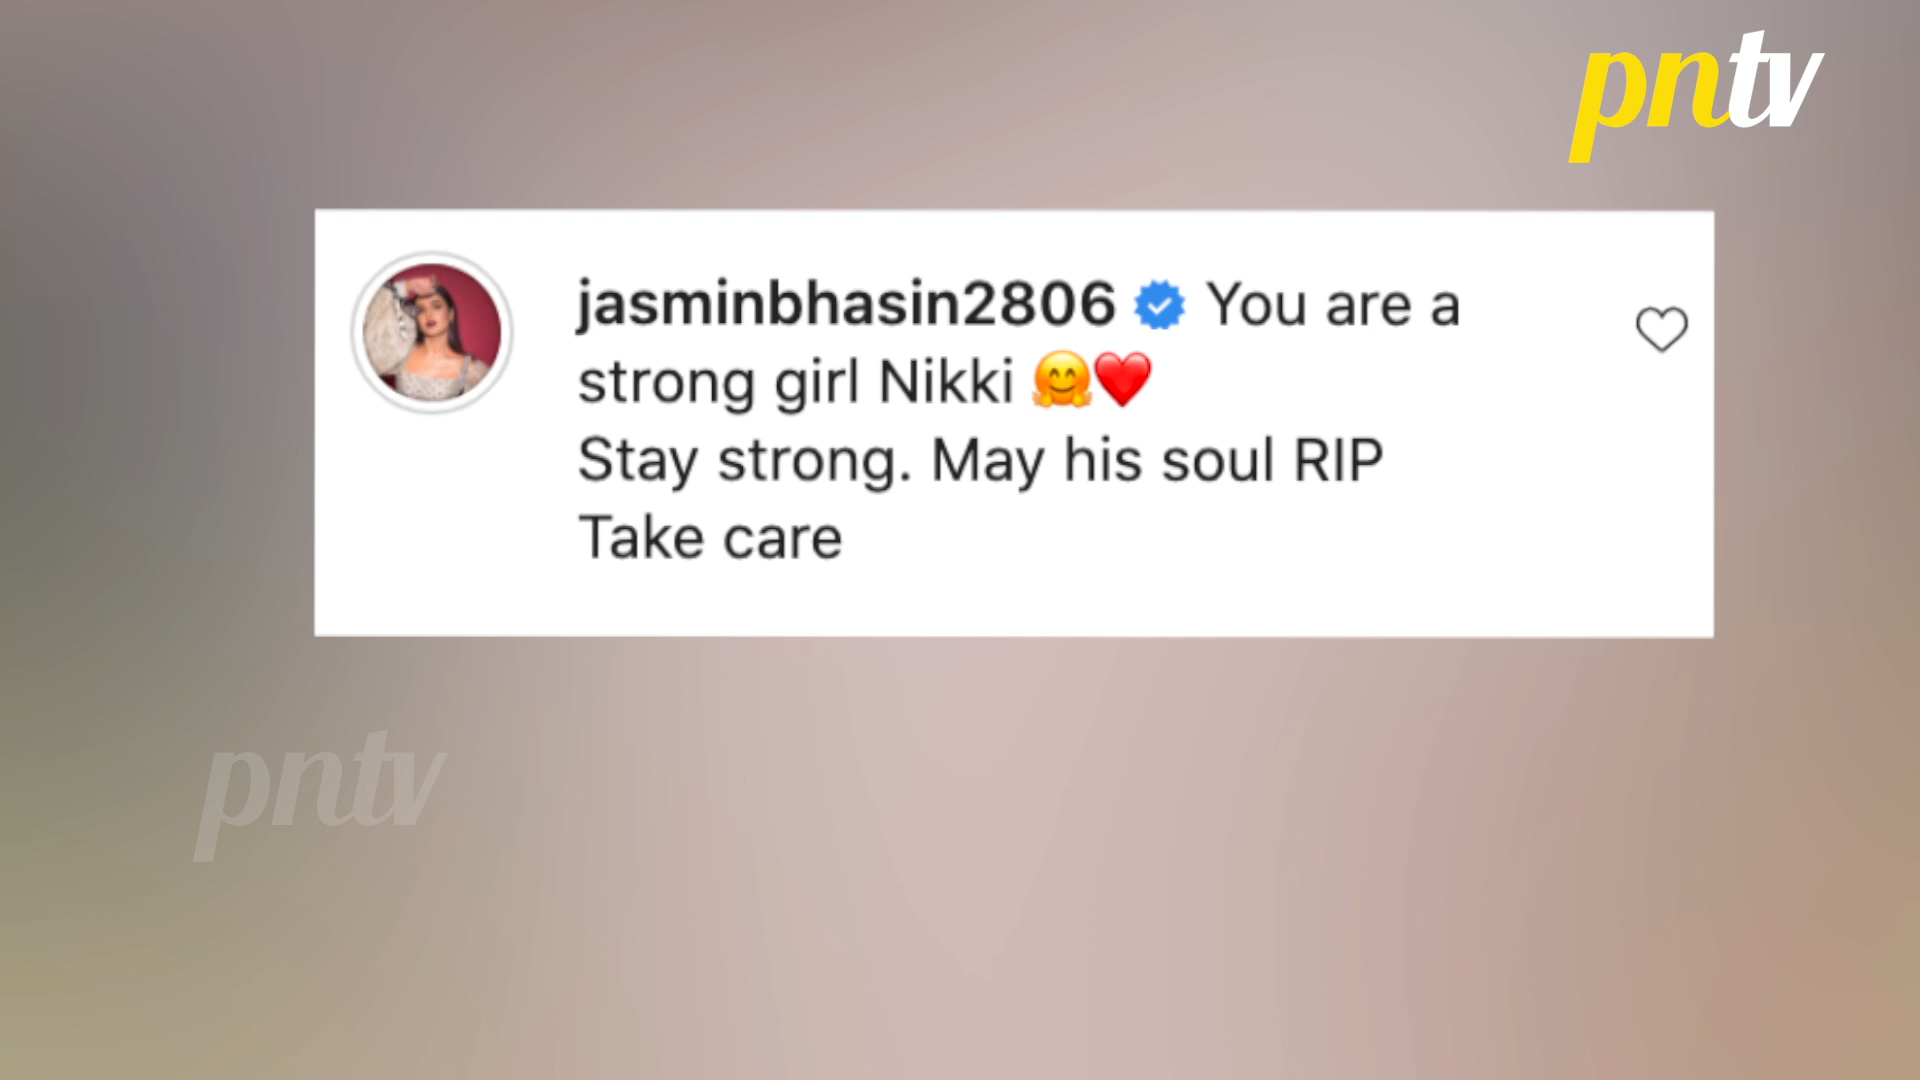 pntv
jasminbhasin2806 You are a
strong girl Nikki 🤗❤️
Stay strong. May his soul RIP
Take care
pntv